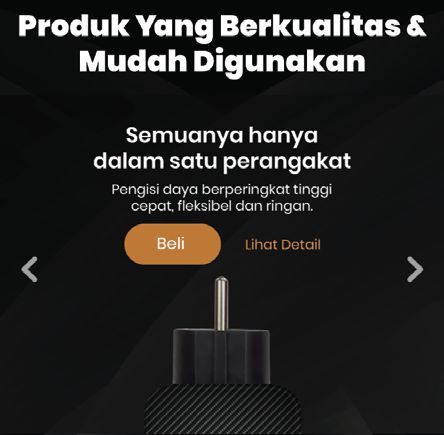 Produk Yang Berkualitas &
Mudah Digunakan
Semuanya hanya
dalam satu perangakat
Pengisi daya berperingkat tinggi
cepat, fleksibel dan ringan.
Beli
Lihat Detail